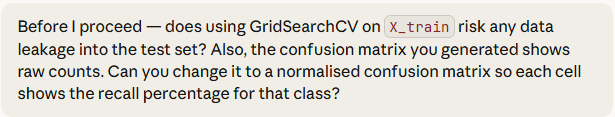 Before I proceed — does using GridSearchCV on X_train risk any data
leakage into the test set? Also, the confusion matrix you generated shows
raw counts. Can you change it to a normalised confusion matrix so each cell
shows the recall percentage for that class?